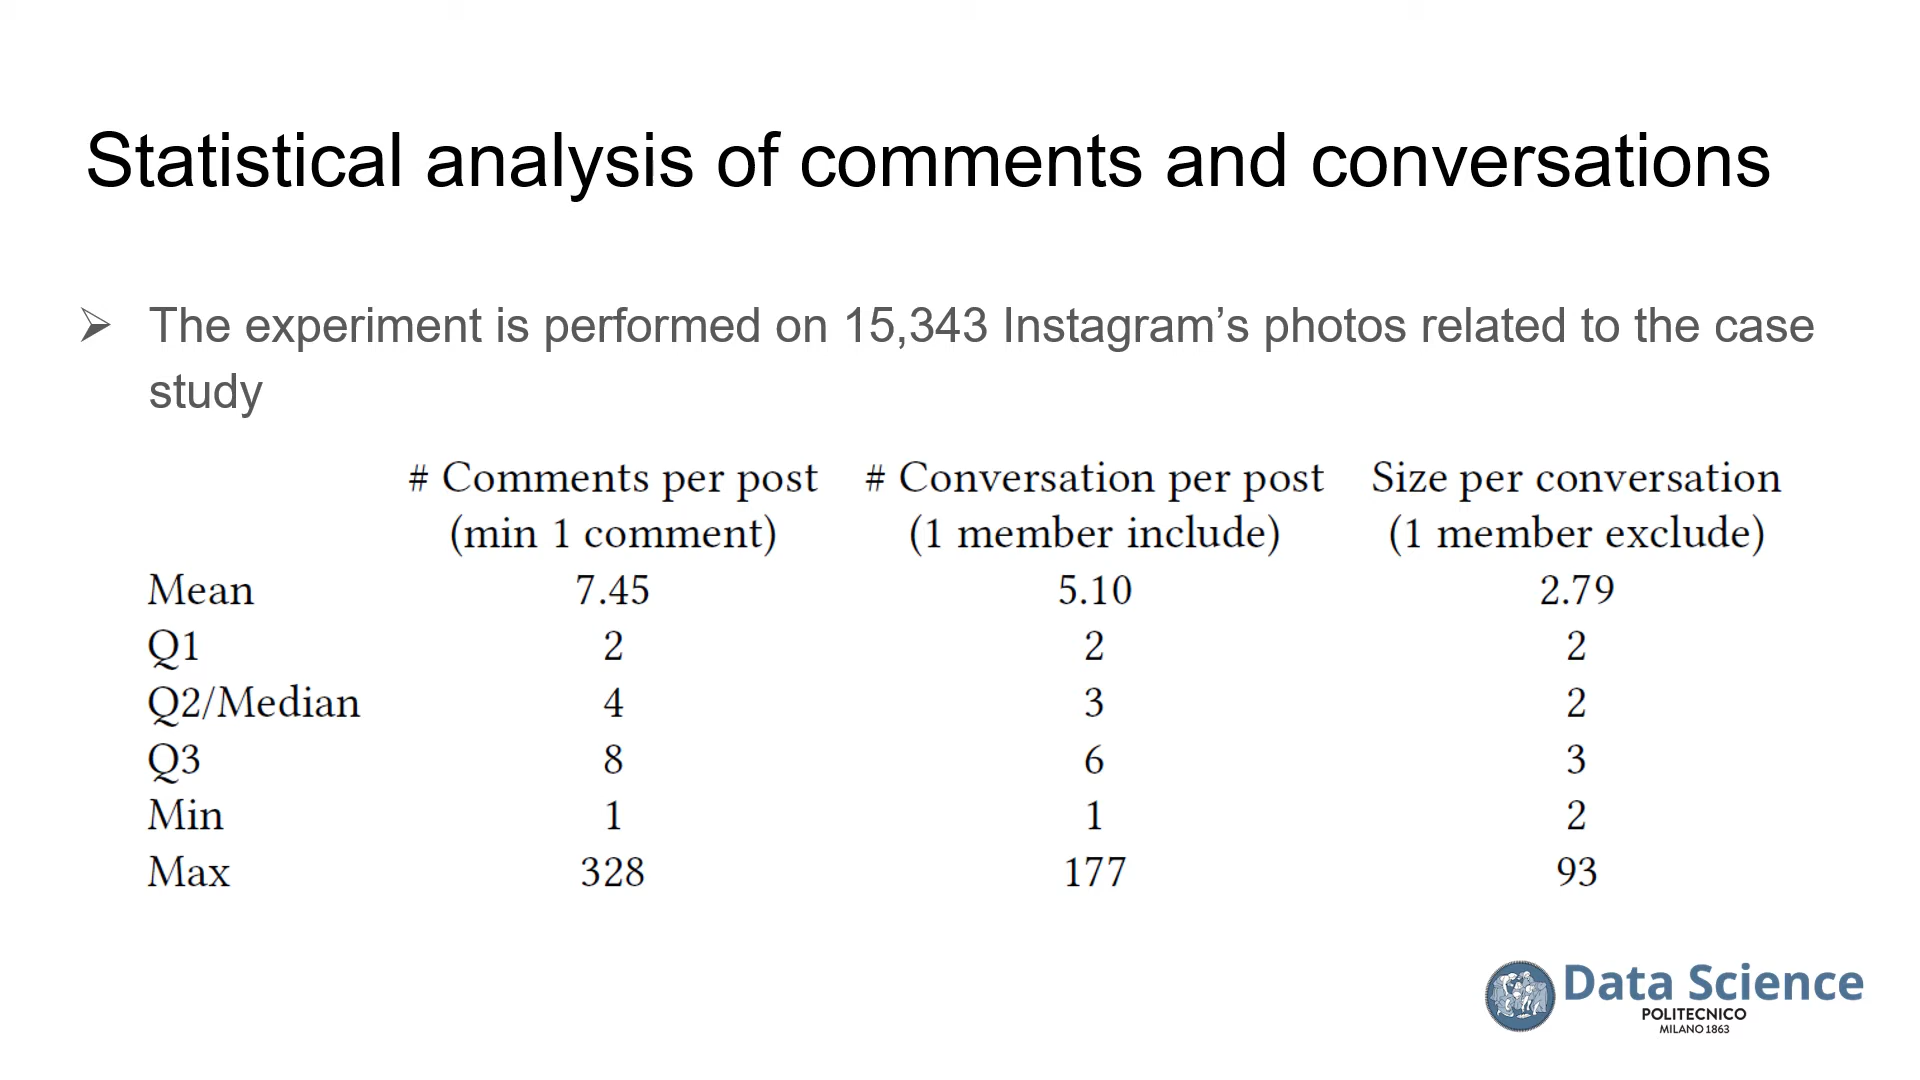 Statistical analysis of comments and conversations
➢ The experiment is performed on 15,343 Instagram’s photos related to the case
study
# Comments per post # Conversation per post Size per conversation
(min 1 comment) (1 member include) (1 member exclude)
Mean 7.45 5.10 2.79
Q1 2 2 2
Q2/Median 4 3 2
Q3 8 6 3
Min 1 1 2
Max 328 177 93
Data Science
POLITECNICO
MILANO 1863